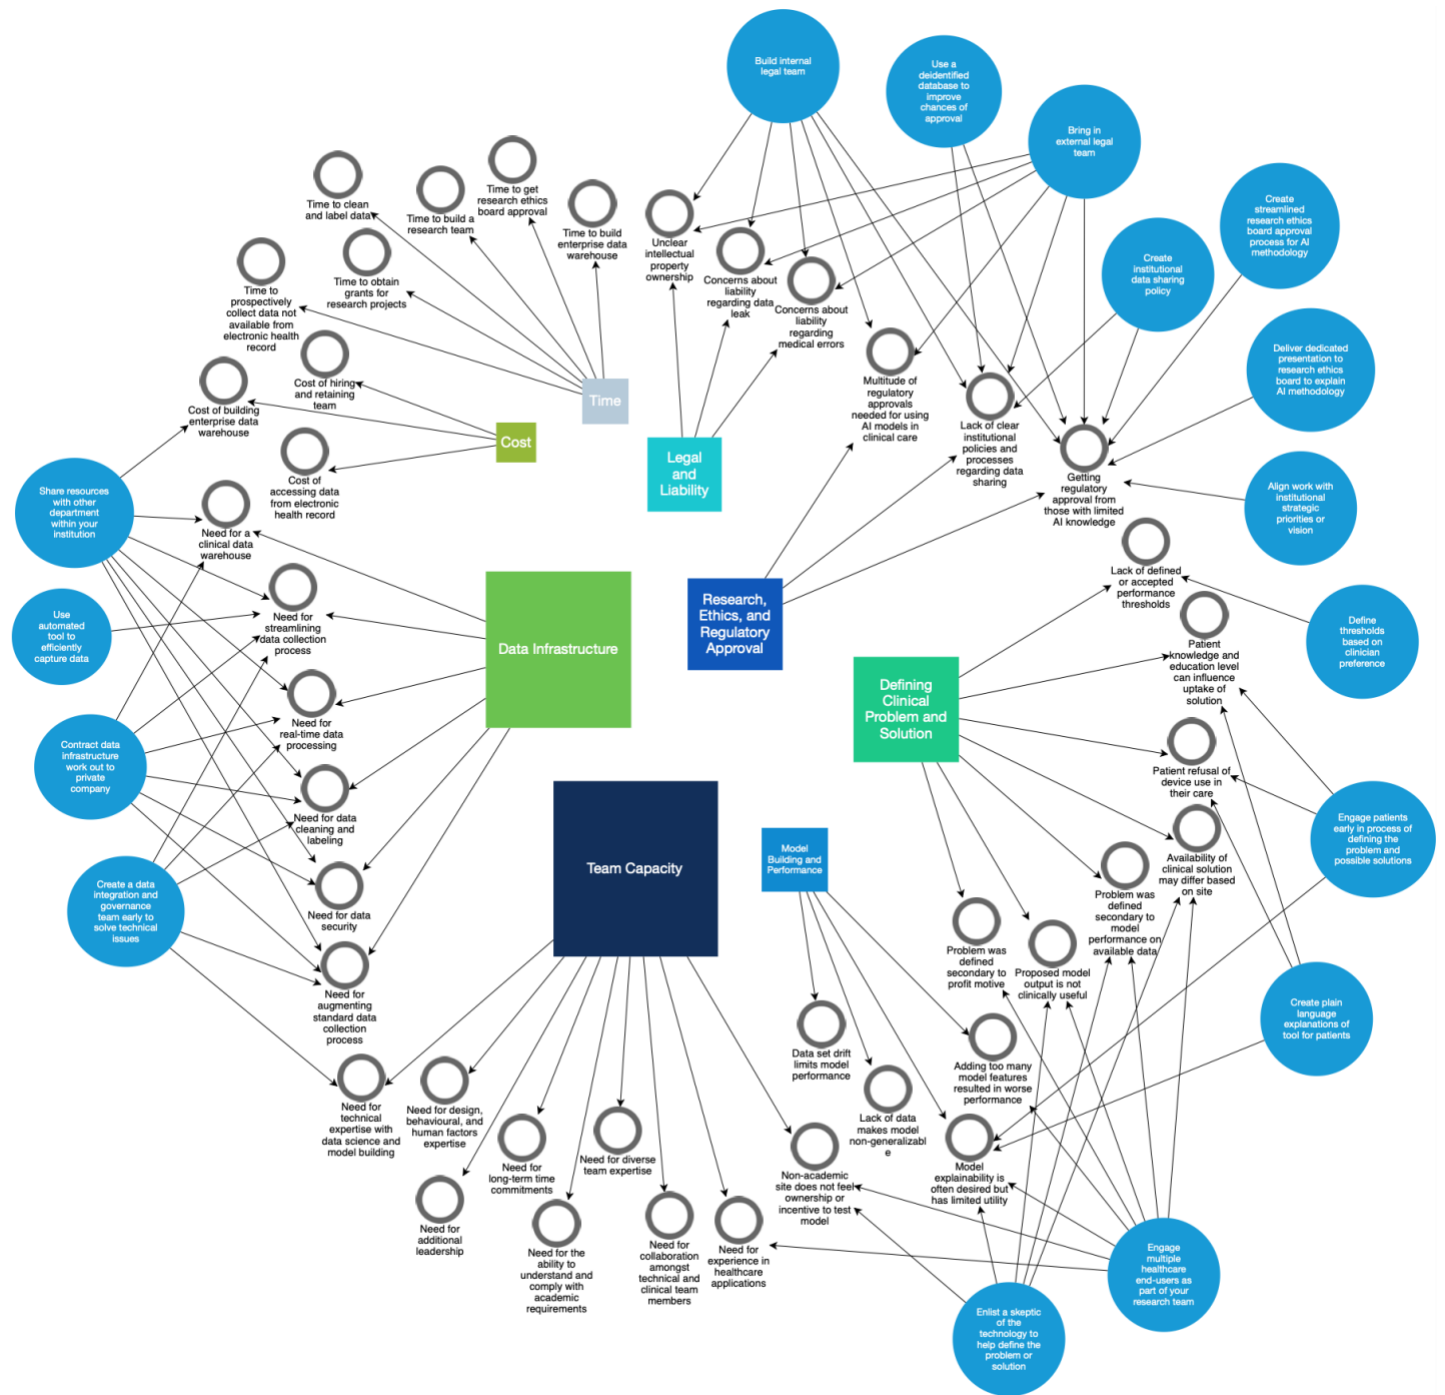 Build internal
legal team
Use a
deidentified
database to
improve
chances of
approval
Bring in
external legal
team
Create
streamlined
research ethics
board approval
process for AI
methodology
Create
institutional
data sharing
policy
Deliver dedicated
presentation to
research ethics
board to explain
AI methodology
Align work with
institutional
strategic
priorities or
vision
Define
thresholds
based on
clinician
preference
Engage patients
early in process of
defining the
problem and
possible solutions
Create plain
language
explanations of
tool for patients
Engage
multiple
healthcare
end-users as
part of your
research team
Enlist a skeptic
of the
technology to
help define the
problem or
solution
Share resources
with other
department
within your
institution
Use
automated
tool to
efficiently
capture data
Contract data
infrastructure
work out to
private
company
Create a data
integration and
governance
team early to
solve technical
issues
Time to clean
and label data
Time to build a
research team
Time to get
research ethics
board approval
Time to build
enterprise data
warehouse
Time to
prospectively
collect data not
available from
electronic health
record
Time to obtain
grants for
research projects
Time
Cost of hiring
and retaining
team
Cost of building
enterprise data
warehouse
Cost of
accessing data
from electronic
health record
Cost
Unclear
intellectual
property
ownership
Concerns about
liability
regarding data
leak
Concerns about
liability
regarding
medical errors
Legal
and
Liability
Multitude of
regulatory
approvals
needed for using
AI models in
clinical care
Lack of clear
institutional
policies and
processes
regarding data
sharing
Getting
regulatory
approval from
those with limited
AI knowledge
Research,
Ethics, and
Regulatory
Approval
Need for a
clinical data
warehouse
Need for
streamlining
data collection
process
Need for
real-time data
processing
Need for data
cleaning and
labeling
Need for data
security
Need for
augmenting
standard data
collection
process
Data Infrastructure
Lack of defined
or accepted
performance
thresholds
Patient
knowledge and
education level
can influence
uptake of
solution
Patient refusal of
device use in
their care
Availability of
clinical solution
may differ based
on site
Problem was
defined
secondary to
model
performance on
available data
Proposed model
output is not
clinically useful
Problem was
defined
secondary to
profit motive
Defining
Clinical
Problem and
Solution
Team Capacity
Model
Building and
Performance
Data set drift
limits model
performance
Adding too many
model features
resulted in worse
performance
Lack of data
makes model
non-generalizabl
e
Model
explainability is
often desired but
has limited utility
Non-academic
site does not feel
ownership or
incentive to test
model
Need for
technical
expertise with
data science and
model building
Need for design,
behavioural, and
human factors
expertise
Need for
long-term time
commitments
Need for diverse
team expertise
Need for
additional
leadership
Need for the
ability to
understand and
comply with
academic
requirements
Need for
collaboration
amongst
technical and
clinical team
members
Need for
experience in
healthcare
applications